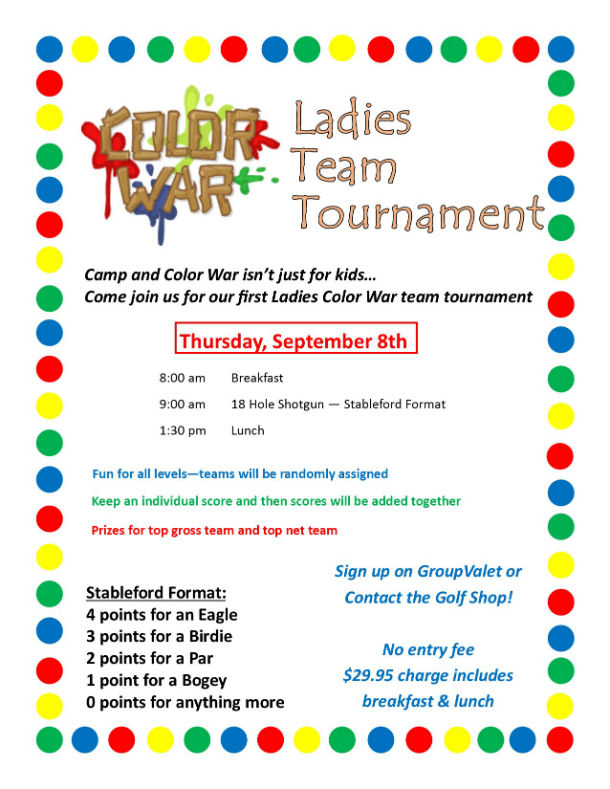 COLOR
WAR
Ladies
Team
Tournament
Camp and Color War isn't just for kids...
Come join us for our first Ladies Color War team tournament
Thursday, September 8th
8:00 am Breakfast
9:00 am 18 Hole Shotgun — Stableford Format
1:30 pm Lunch
Fun for all levels—teams will be randomly assigned
Keep an individual score and then scores will be added together
Prizes for top gross team and top net team
Stableford Format:
4 points for an Eagle
3 points for a Birdie
2 points for a Par
1 point for a Bogey
0 points for anything more
Sign up on GroupValet or
Contact the Golf Shop!
No entry fee
$29.95 charge includes
breakfast & lunch